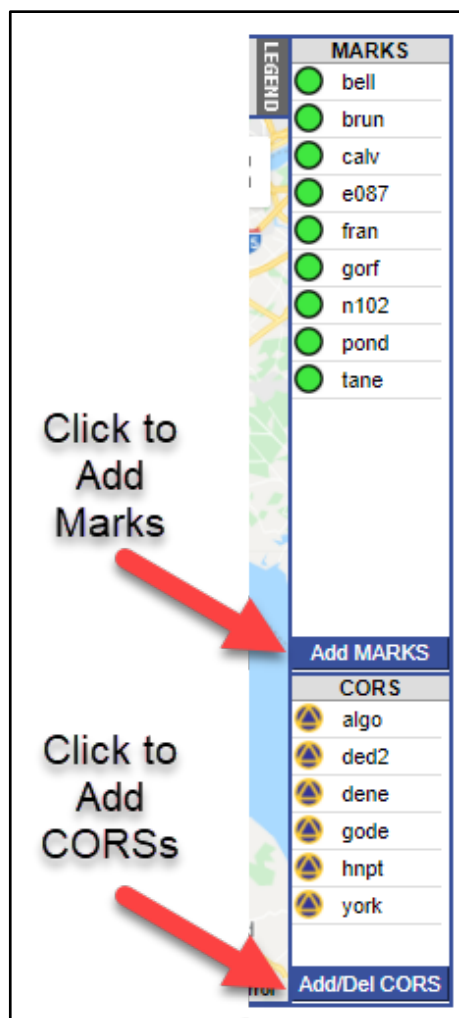 LEGEND
MARKS
bell
brun
calv
e087
fran
gorf
n102
pond
tane
Click to
Add
Marks
Add MARKS
CORS
algo
ded2
dene
gode
hnpt
york
Click to
Add
CORSs
Add/Del CORS